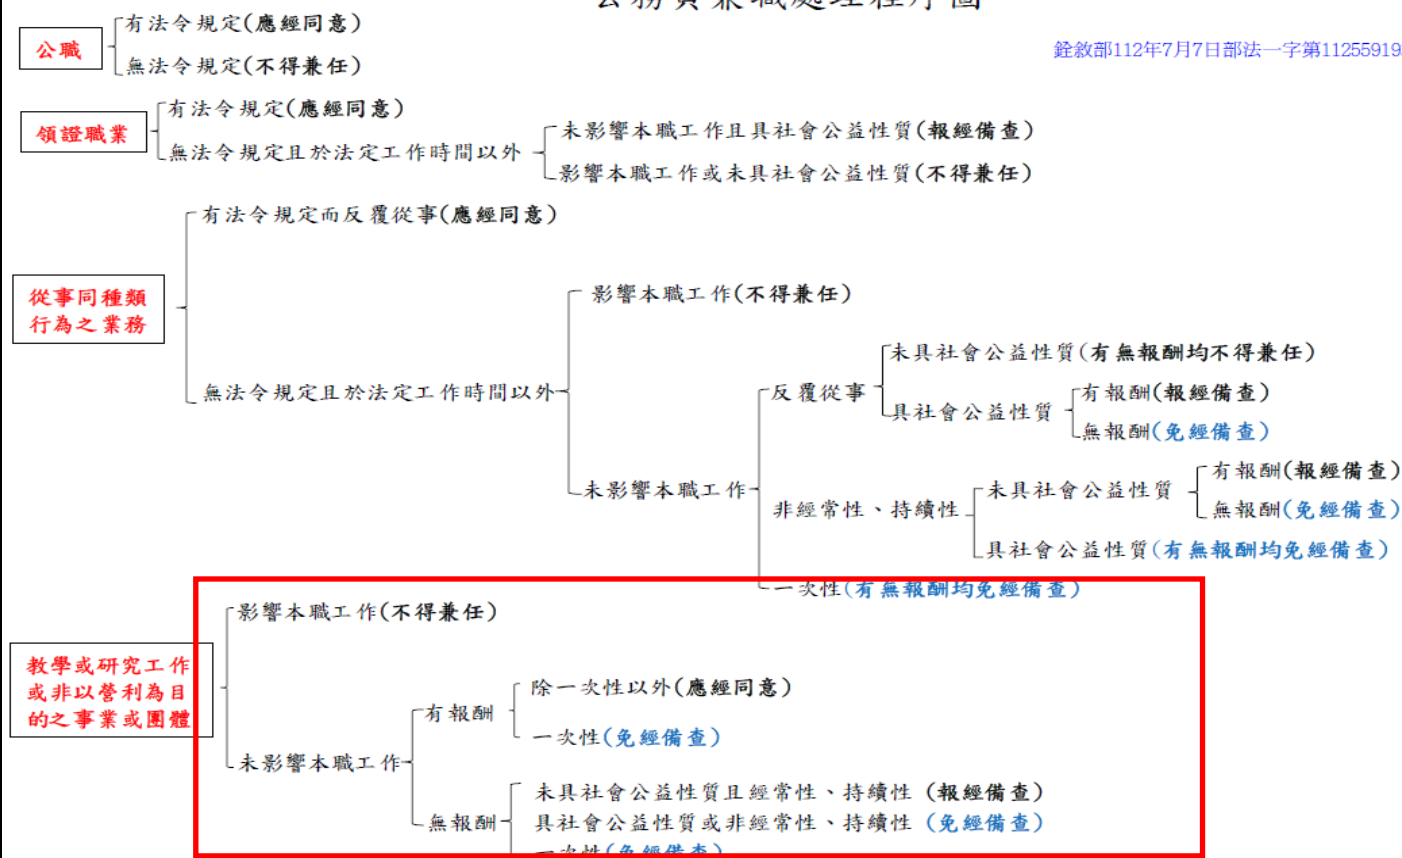 公務員兼職處理程序圖
銓敘部112年7月7日部法一字第11255919
公職
有法令規定(應經同意)
無法令規定(不得兼任)
領證職業
有法令規定(應經同意)
無法令規定且於法定工作時間以外
未影響本職工作且具社會公益性質(報經備查)
影響本職工作或未具社會公益性質(不得兼任)
從事同種類
行為之業務
有法令規定而反覆從事(應經同意)
無法令規定且於法定工作時間以外
影響本職工作(不得兼任)
未影響本職工作
反覆從事
未具社會公益性質(有無報酬均不得兼任)
具社會公益性質
有報酬(報經備查)
無報酬(免經備查)
非經常性、持續性
未具社會公益性質
有報酬(報經備查)
無報酬(免經備查)
具社會公益性質(有無報酬均免經備查)
一次性(有無報酬均免經備查)
教學或研究工作
或非以營利為目
的之事業或團體
影響本職工作(不得兼任)
未影響本職工作
有報酬
除一次性以外(應經同意)
一次性(免經備查)
無報酬
未具社會公益性質且經常性、持續性 (報經備查)
具社會公益性質或非經常性、持續性 (免經備查)
一次性(免經備查)